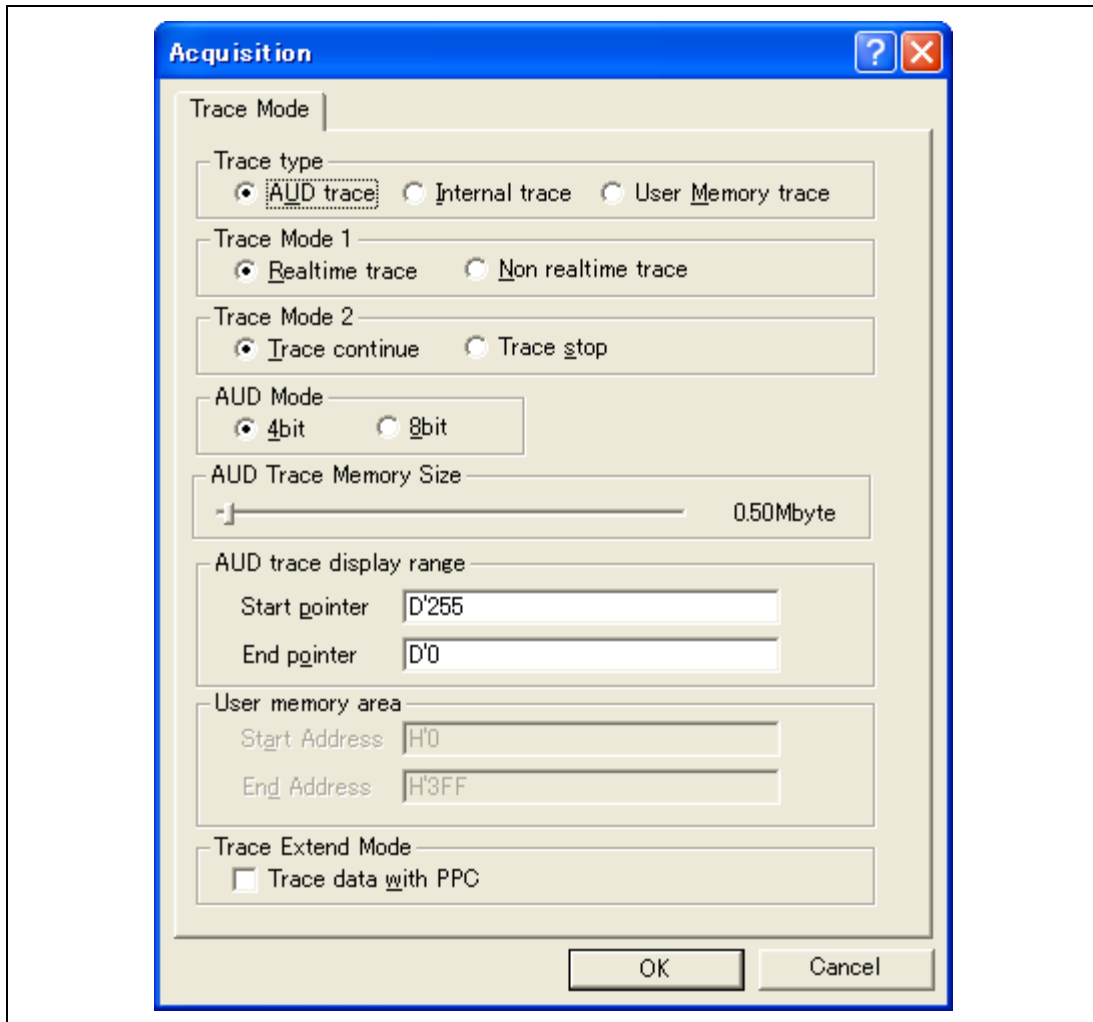 Acquisition
Trace Mode
Trace type
AUD trace Internal trace User Memory trace
Trace Mode 1
Realtime trace Non realtime trace
Trace Mode 2
Trace continue Trace stop
AUD Mode
4bit 8bit
AUD Trace Memory Size
0.50Mbyte
AUD trace display range
Start pointer D'255
End pointer D'0
User memory area
Start Address H'0
End Address H'3FF
Trace Extend Mode
Trace data with PPC
OK Cancel